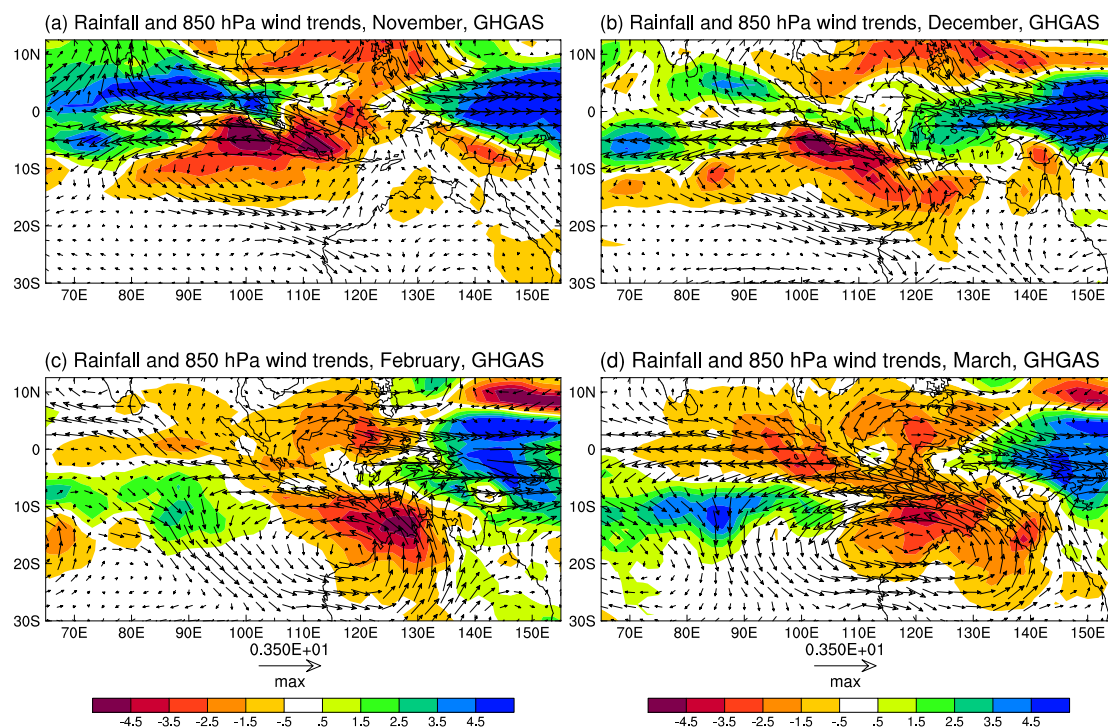 (a) Rainfall and 850 hPa wind trends, November, GHGAS
10N
0
10S
20S
30S
70E 80E 90E 100E 110E 120E 130E 140E 150E
(b) Rainfall and 850 hPa wind trends, December, GHGAS
10N
0
10S
20S
30S
70E 80E 90E 100E 110E 120E 130E 140E 150E
(c) Rainfall and 850 hPa wind trends, February, GHGAS
10N
0
10S
20S
30S
70E 80E 90E 100E 110E 120E 130E 140E 150E
0.350E+01
max
-4.5 -3.5 -2.5 -1.5 -.5 .5 1.5 2.5 3.5 4.5
(d) Rainfall and 850 hPa wind trends, March, GHGAS
10N
0
10S
20S
30S
70E 80E 90E 100E 110E 120E 130E 140E 150E
0.350E+01
max
-4.5 -3.5 -2.5 -1.5 -.5 .5 1.5 2.5 3.5 4.5